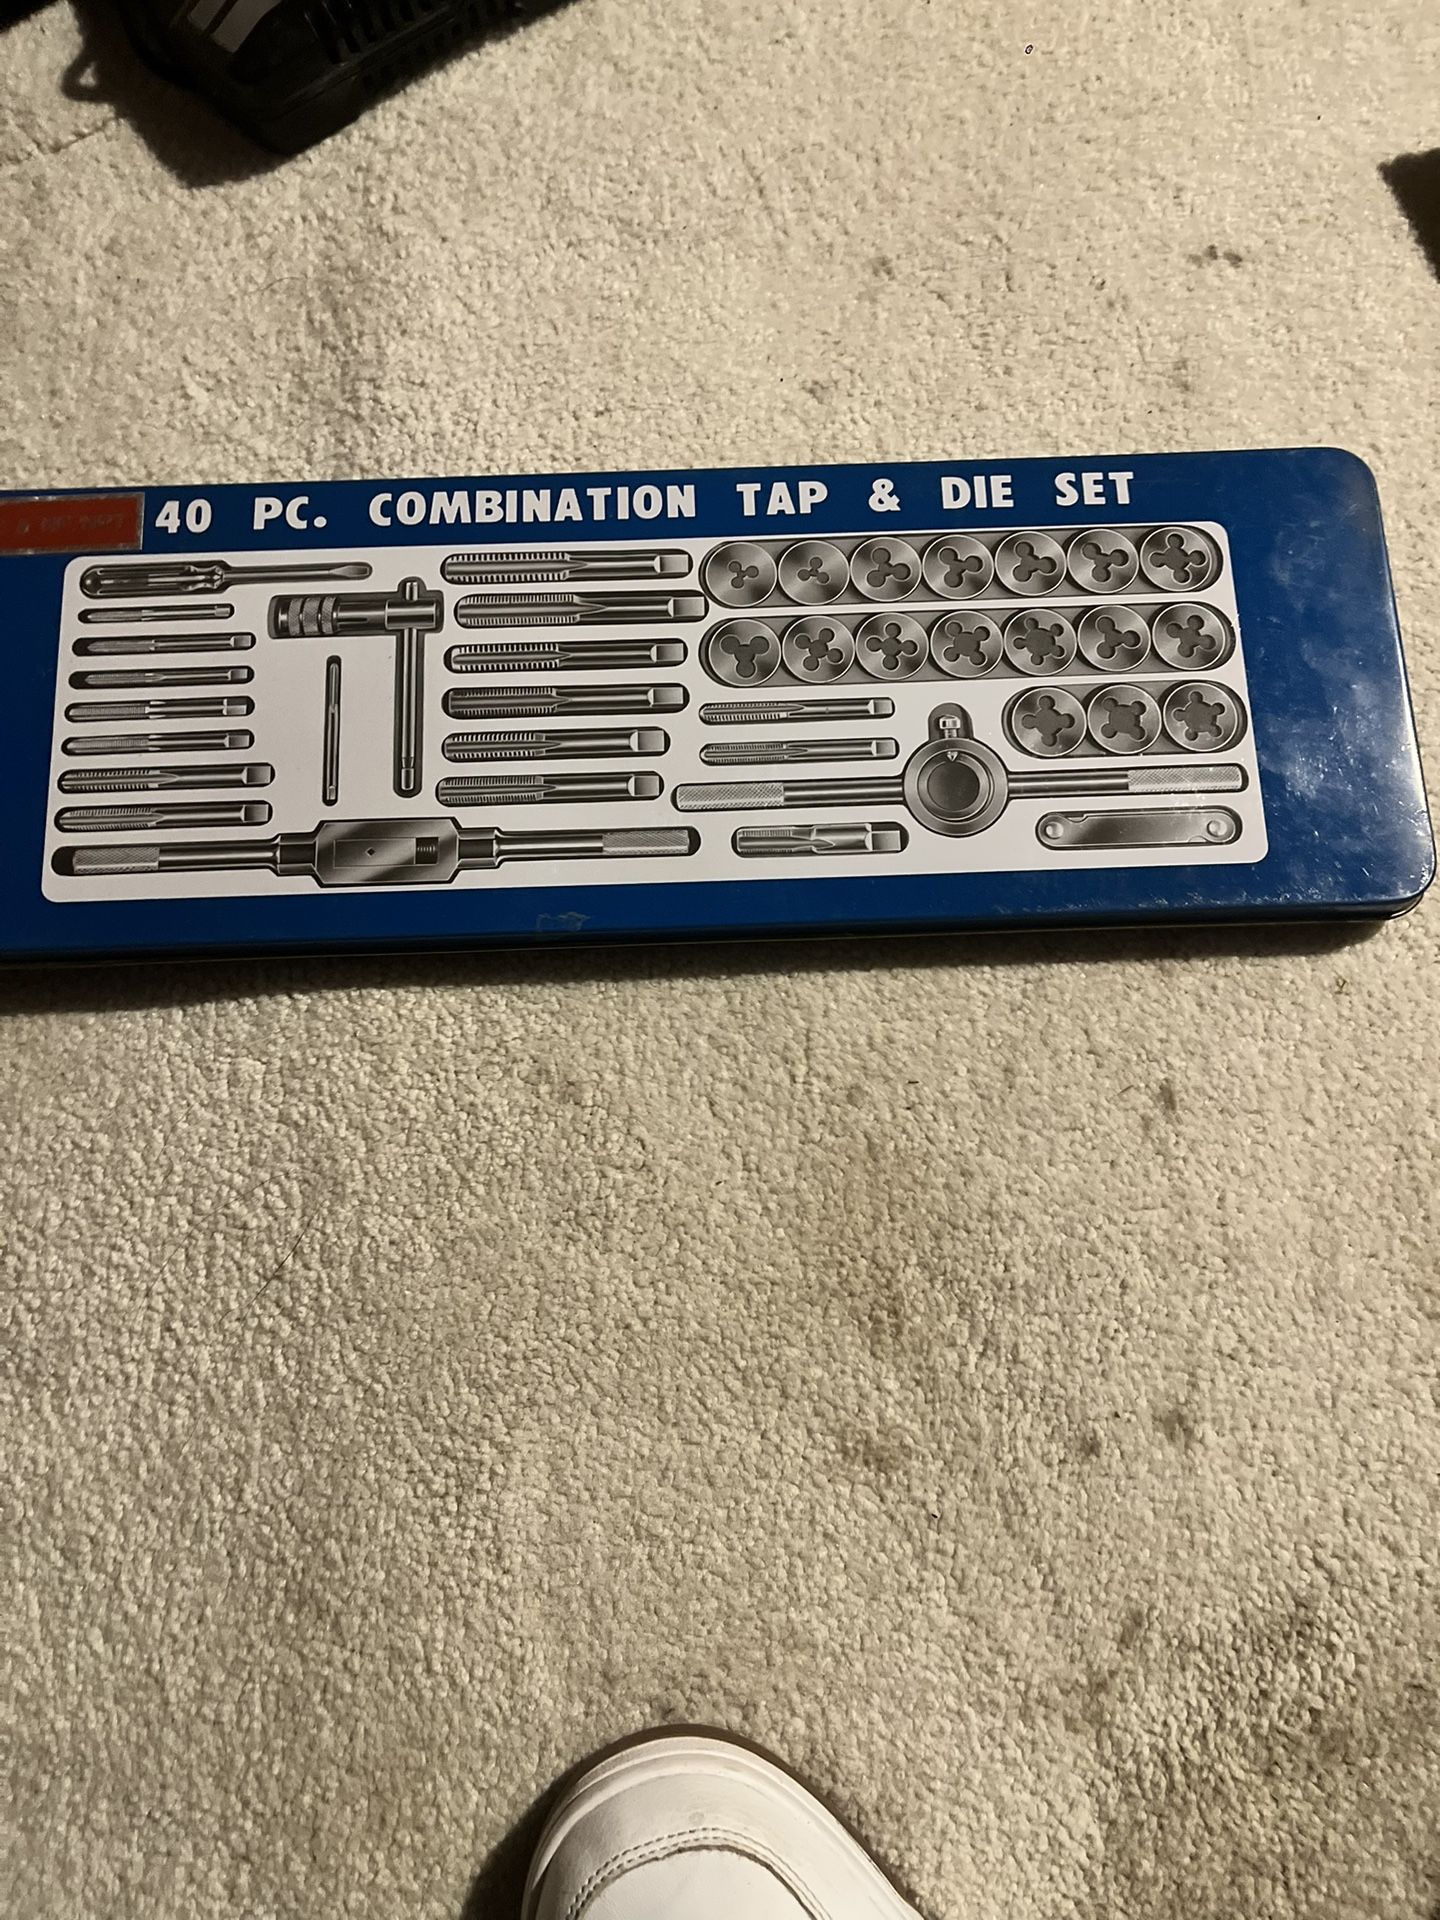 40 PC. COMBINATION TAP & DIE SET